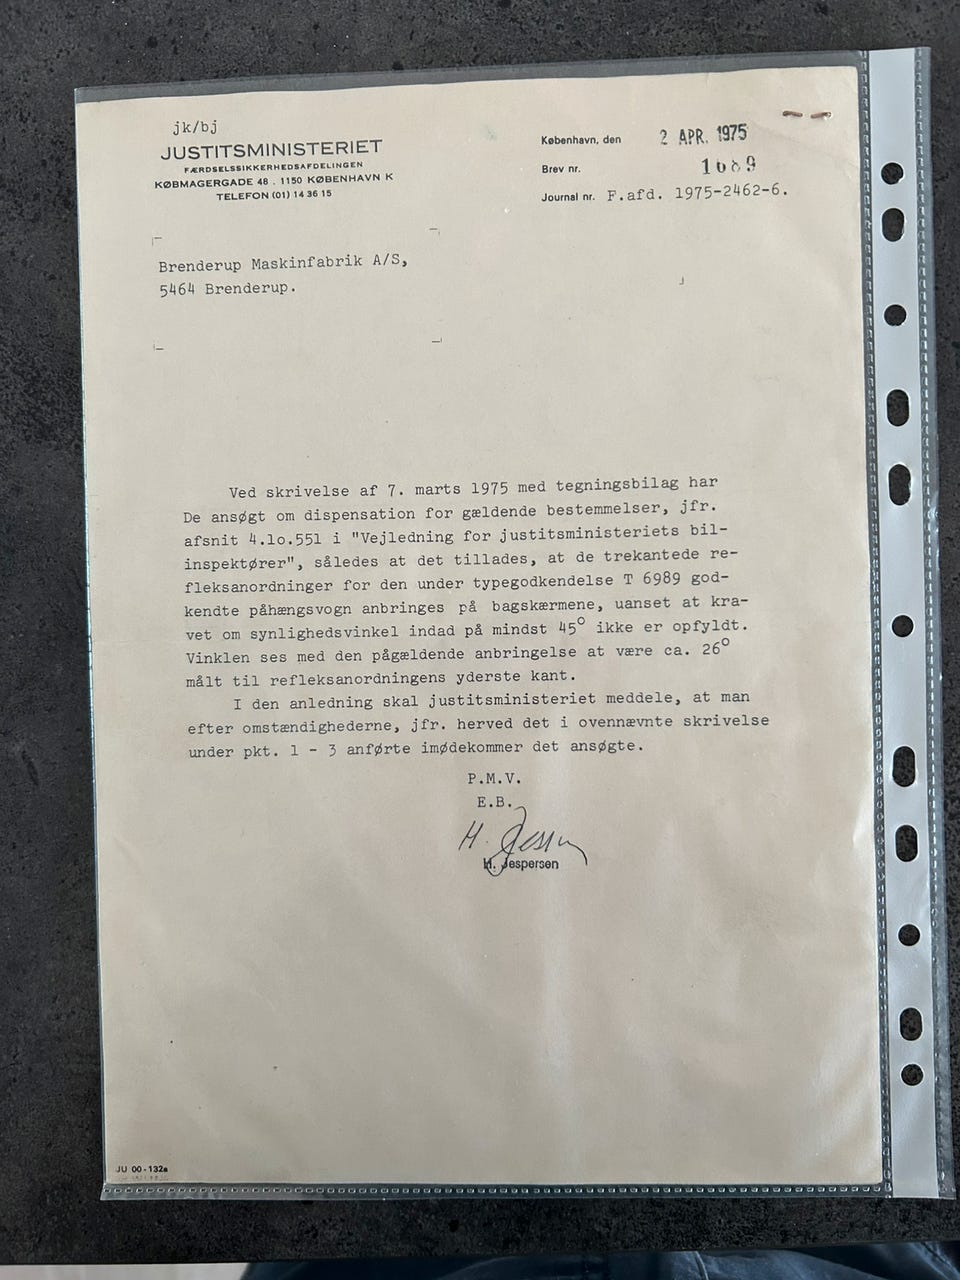 jk/bj
JUSTITSMINISTERIET
FÆRDSELSSIKKERHEDSAFDELINGEN
KØBMAGERGADE 48 . 1150 KØBENHAVN K
TELEFON (01) 14 36 15
København, den 2 APR. 1975
Brev nr. 1689
Journal nr. F.afd. 1975-2462-6.
Brenderup Maskinfabrik A/S,
5464 Brenderup.
Ved skrivelse af 7. marts 1975 med tegningsbilag har
De ansøgt om dispensation for gældende bestemmelser, jfr.
afsnit 4.1o.551 i "Vejledning for justitsministeriets bil-
inspektører", således at det tillades, at de trekantede re-
fleksanordninger for den under typegodkendelse T 6989 god-
kendte påhængsvogn anbringes på bagskærmene, uanset at kra-
vet om synlighedsvinkel indad på mindst 45° ikke er opfyldt.
Vinklen ses med den pågældende anbringelse at være ca. 26°
målt til refleksanordningens yderste kant.
I den anledning skal justitsministeriet meddele, at man
efter omstændighederne, jfr. herved det i ovennævnte skrivelse
under pkt. 1 - 3 anførte imødekommer det ansøgte.
P.M.V.
E.B.
H. Jespersen
JU 00-132a